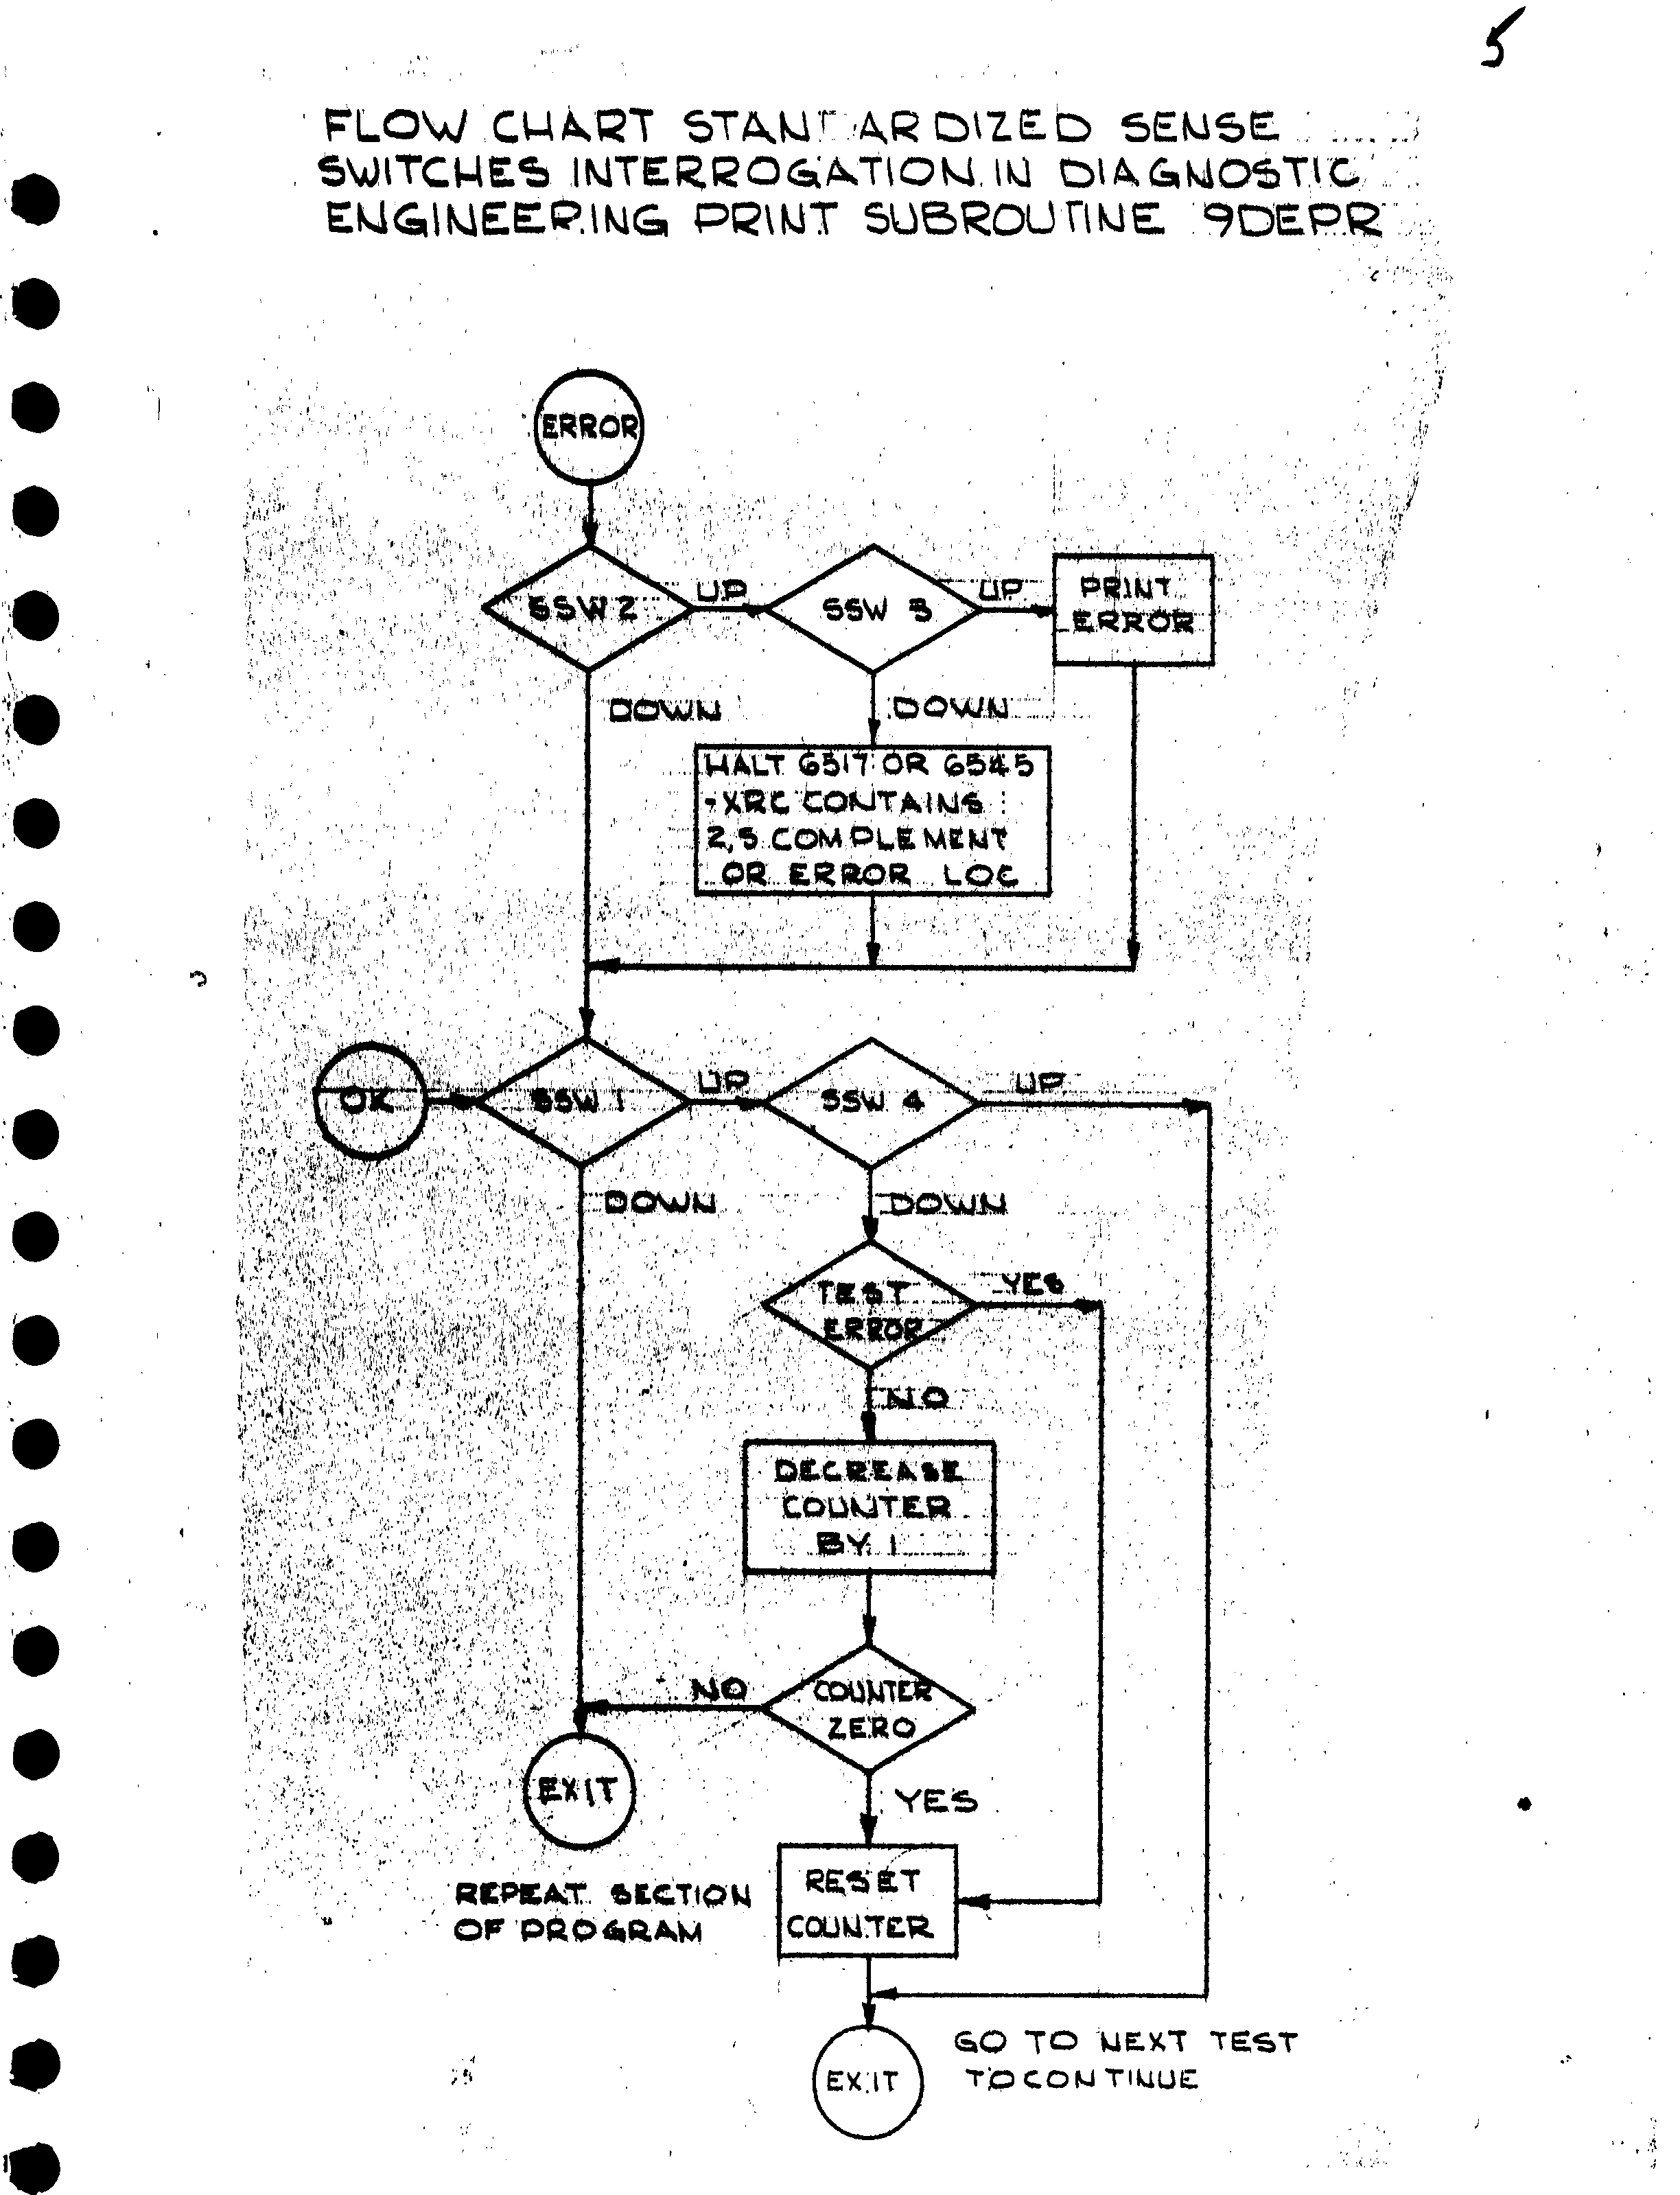 5
FLOW CHART STANDARDIZED SENSE
SWITCHES INTERROGATION IN DIAGNOSTIC
ENGINEERING PRINT SUBROUTINE 9DEPR
ERROR
SSW 2
UP
SSW 3
UP
PRINT
ERROR
DOWN
DOWN
HALT 6517 OR 6545
-XRC CONTAINS
2,S COMPLEMENT
OR ERROR LOC
OK
SSW 1
UP
SSW 4
UP
DOWN
DOWN
TEST
ERROR
YES
NO
DECREASE
COUNTER
BY 1
NO
COUNTER
ZERO
EXIT
YES
REPEAT SECTION
OF PROGRAM
RESET
COUNTER
GO TO NEXT TEST
TO CONTINUE
EXIT